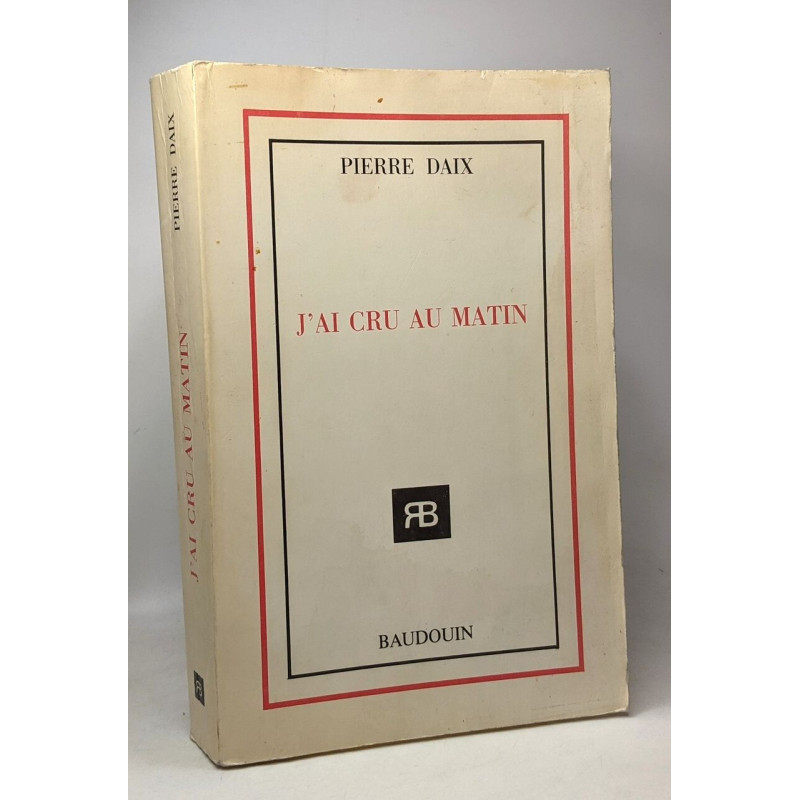 PIERRE DAIX
J'AI CRU AU MATIN
RB
BAUDOUIN
PIERRE DAIX
J'AI CRU AU MATIN